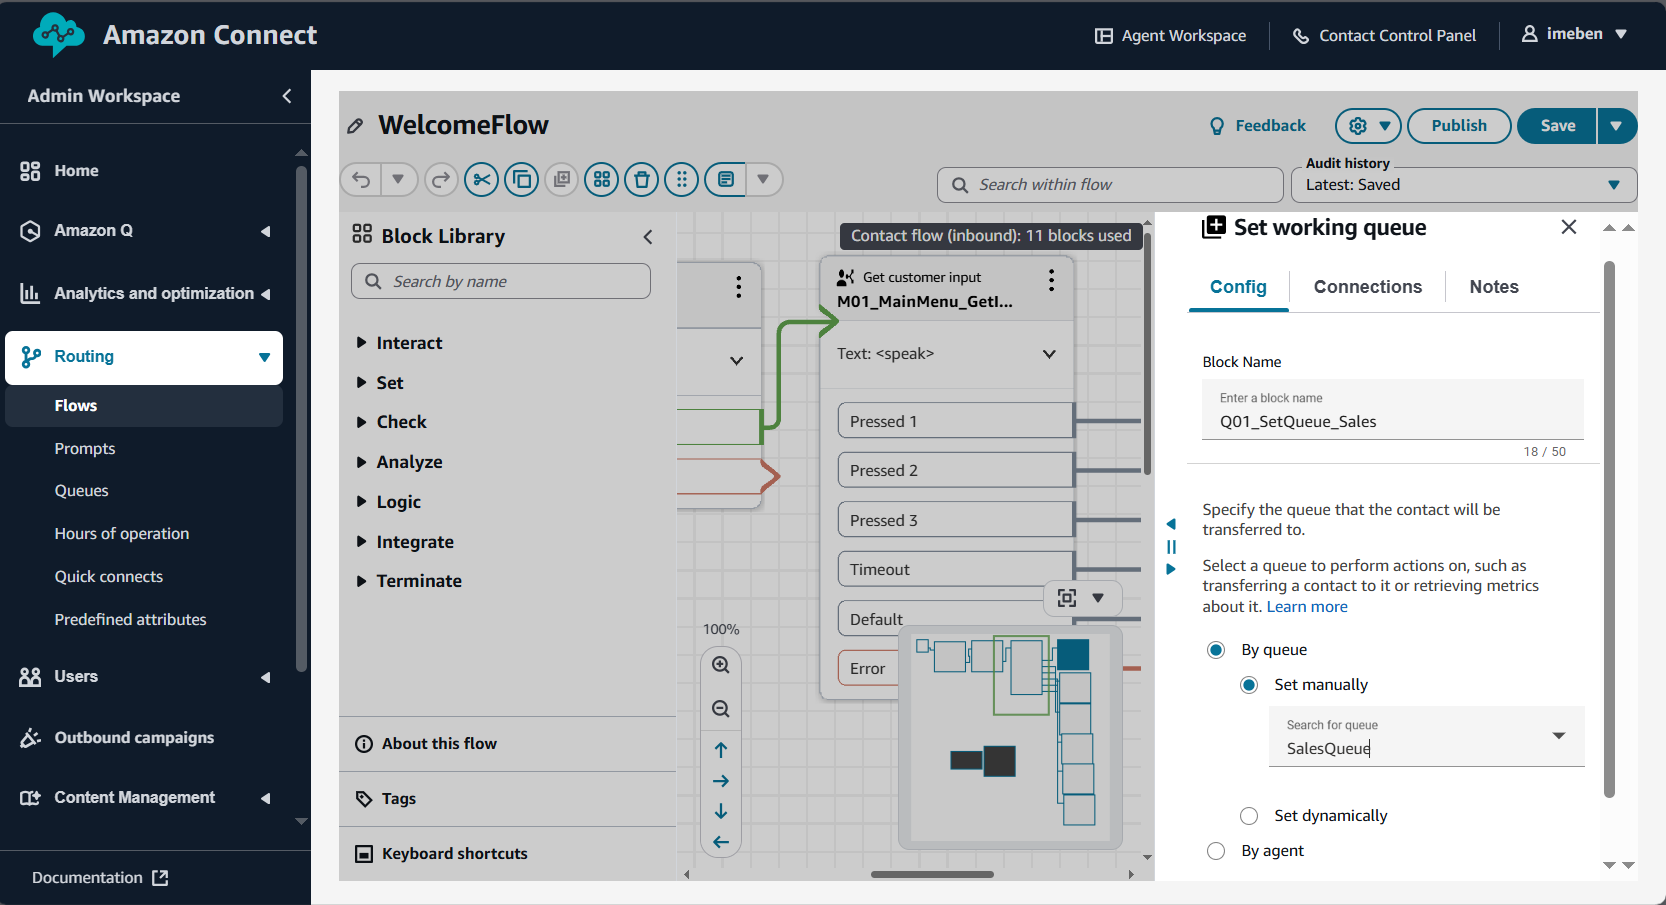 Amazon Connect
Agent Workspace
Contact Control Panel
imeben
Admin Workspace
Home
Amazon Q
Analytics and optimization
Routing
Flows
Prompts
Queues
Hours of operation
Quick connects
Predefined attributes
Users
Outbound campaigns
Content Management
Documentation
WelcomeFlow
Feedback
Publish
Save
Search within flow
Audit history
Latest: Saved
Block Library
Search by name
Interact
Set
Check
Analyze
Logic
Integrate
Terminate
About this flow
Tags
Keyboard shortcuts
Contact flow (inbound): 11 blocks used
Get customer input
M01_MainMenu_GetI...
Text: <speak>
Pressed 1
Pressed 2
Pressed 3
Timeout
Default
Error
100%
Set working queue
Config
Connections
Notes
Block Name
Enter a block name
Q01_SetQueue_Sales
18 / 50
Specify the queue that the contact will be
transferred to.
Select a queue to perform actions on, such as
transferring a contact to it or retrieving metrics
about it. Learn more
By queue
Set manually
Search for queue
SalesQueue
Set dynamically
By agent